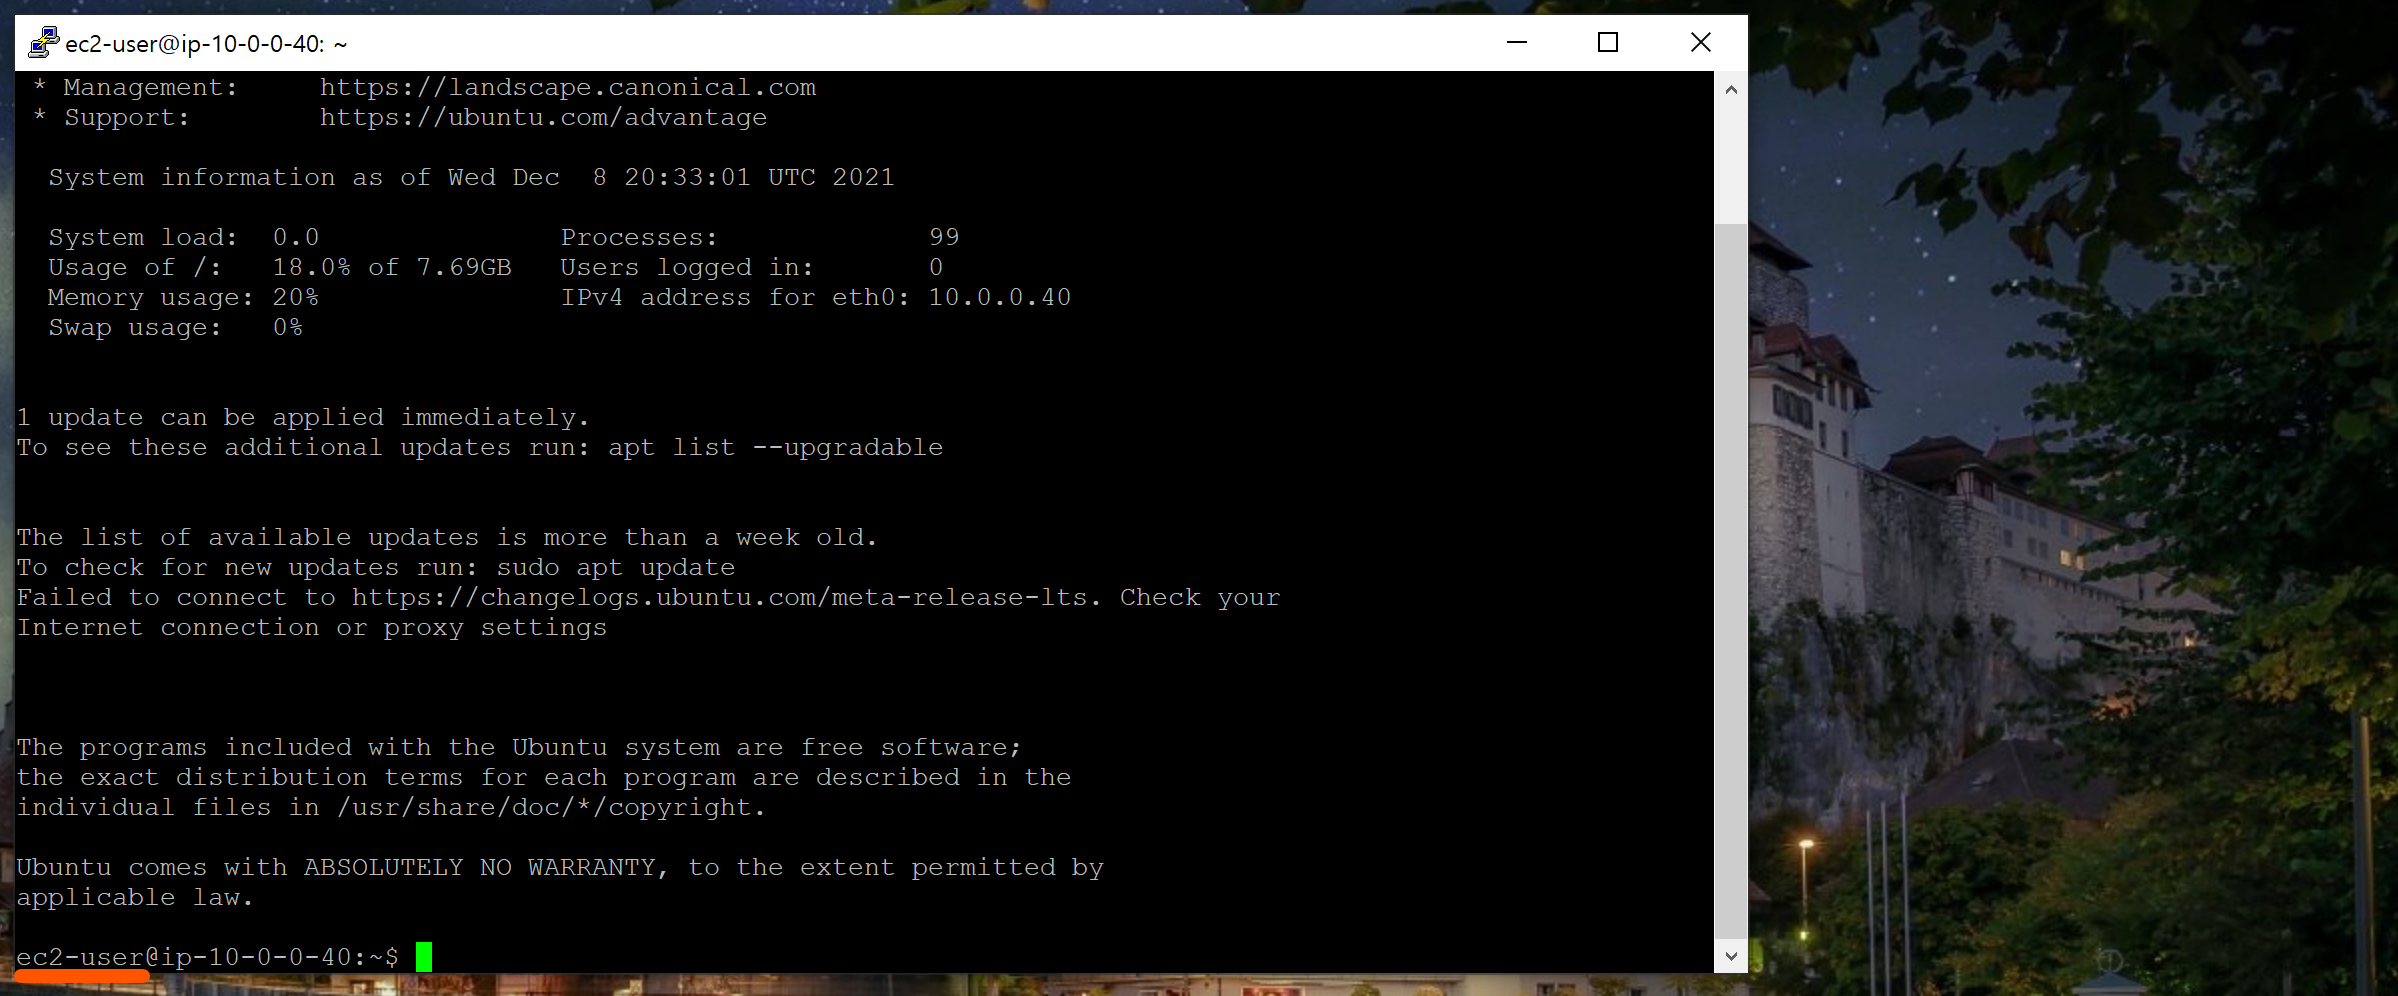 ec2-user@ip-10-0-0-40: ~
* Management:     https://landscape.canonical.com
* Support:        https://ubuntu.com/advantage
System information as of Wed Dec  8 20:33:01 UTC 2021
System load:  0.0               Processes:             99
Usage of /:   18.0% of 7.69GB   Users logged in:       0
Memory usage: 20%               IPv4 address for eth0: 10.0.0.40
Swap usage:   0%
1 update can be applied immediately.
To see these additional updates run: apt list --upgradable
The list of available updates is more than a week old.
To check for new updates run: sudo apt update
Failed to connect to https://changelogs.ubuntu.com/meta-release-lts. Check your
Internet connection or proxy settings
The programs included with the Ubuntu system are free software;
the exact distribution terms for each program are described in the
individual files in /usr/share/doc/*/copyright.
Ubuntu comes with ABSOLUTELY NO WARRANTY, to the extent permitted by
applicable law.
ec2-user@ip-10-0-0-40:~$